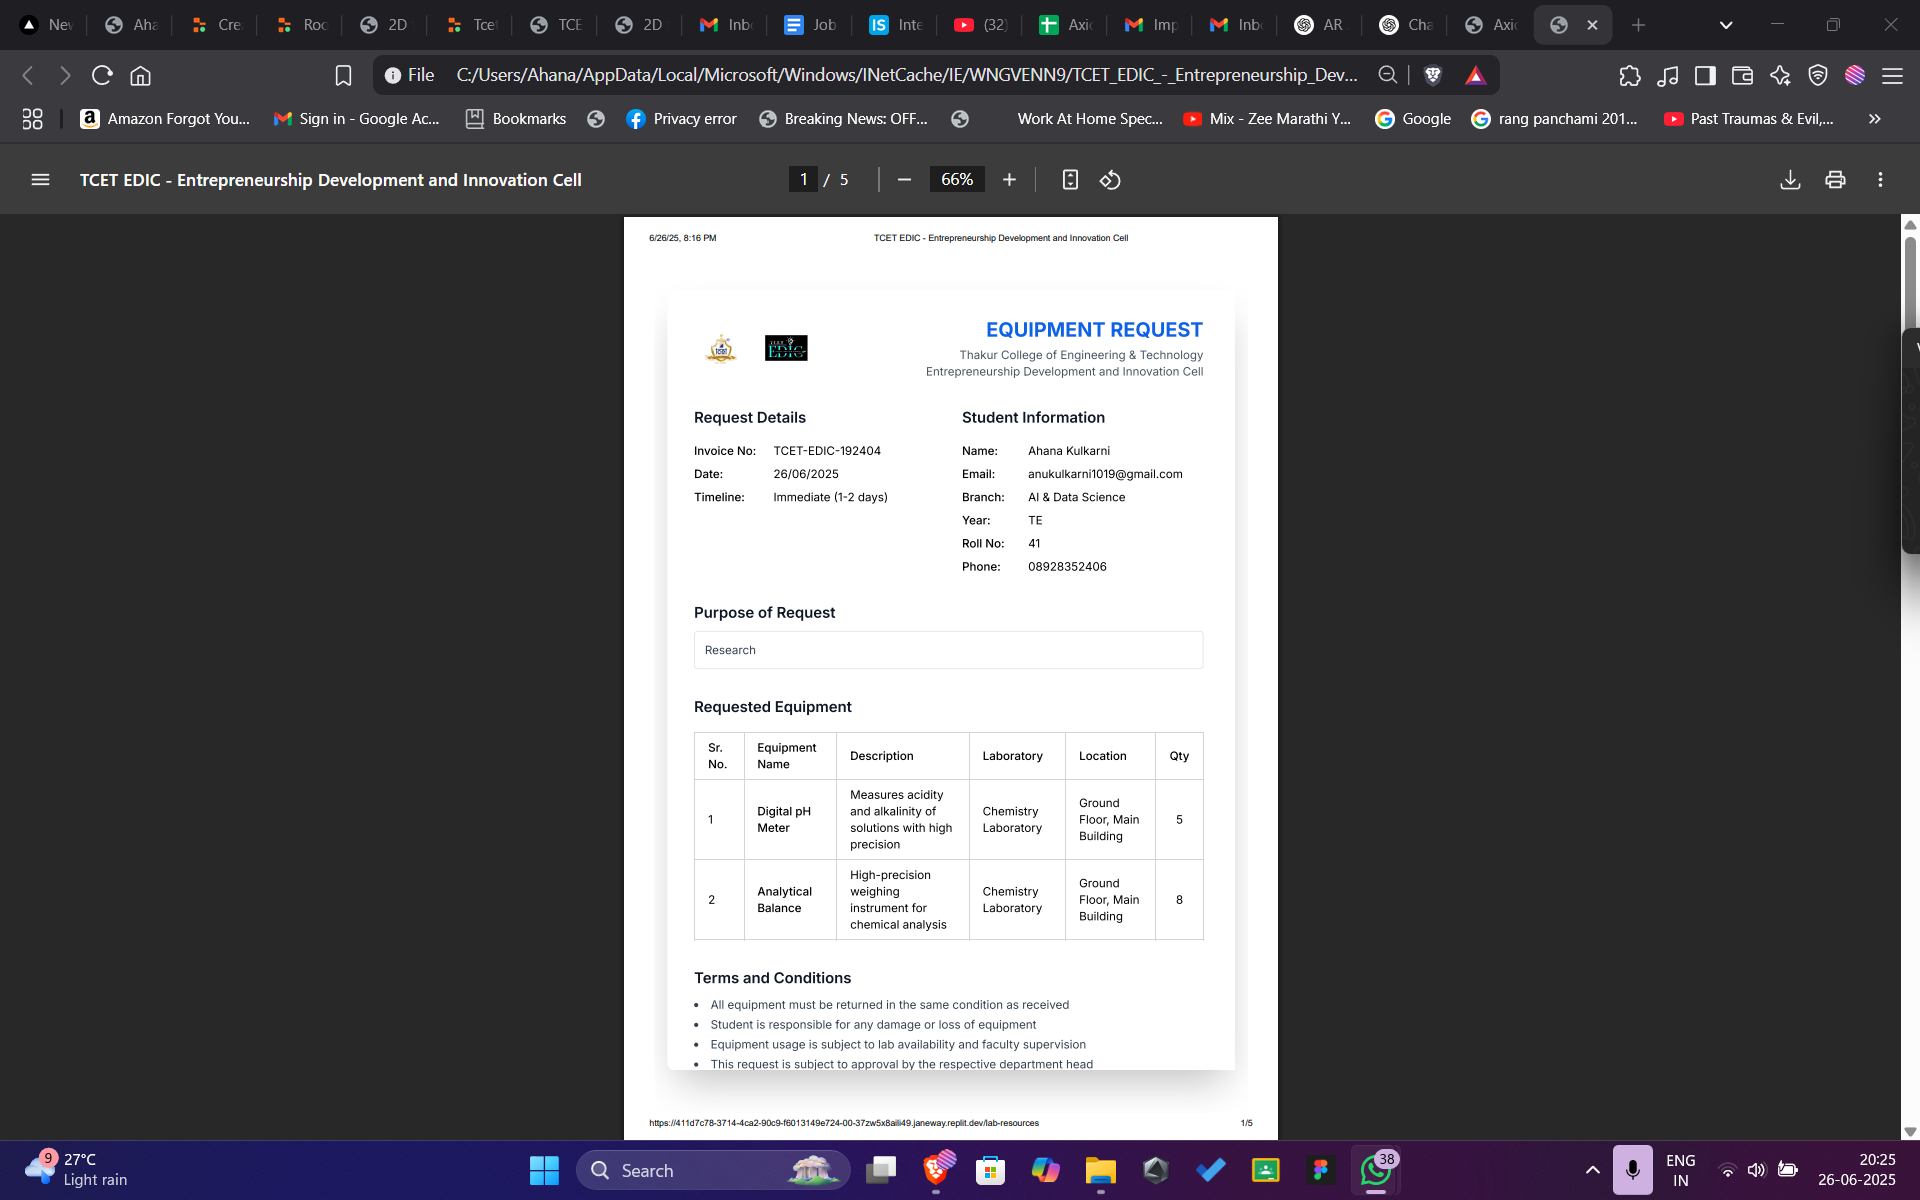 Nev
Aha
Cre
Roo
2D
Tcet
TCE
2D
Inb
Job
Inte
(32)
Axi
Imp
Inb
AR
Cha
Axi
File C:/Users/Ahana/AppData/Local/Microsoft/Windows/INetCache/IE/WNGVENN9/TCET_EDIC_-_Entrepreneurship_Dev...
Amazon Forgot You...
Sign in - Google Ac...
Bookmarks
Privacy error
Breaking News: OFF...
Work At Home Spec...
Mix - Zee Marathi Y...
Google
rang panchami 201...
Past Traumas & Evil,...
TCET EDIC - Entrepreneurship Development and Innovation Cell
1 / 5
66%
6/26/25, 8:16 PM
TCET EDIC - Entrepreneurship Development and Innovation Cell
EDIC
EQUIPMENT REQUEST
Thakur College of Engineering & Technology
Entrepreneurship Development and Innovation Cell
Request Details
Invoice No: TCET-EDIC-192404
Date: 26/06/2025
Timeline: Immediate (1-2 days)
Student Information
Name: Ahana Kulkarni
Email: anukulkarni1019@gmail.com
Branch: AI & Data Science
Year: TE
Roll No: 41
Phone: 08928352406
Purpose of Request
Research
Requested Equipment
Sr. No.
Equipment Name
Description
Laboratory
Location
Qty
1
Digital pH
Meter
Measures acidity
and alkalinity of
solutions with high
precision
Chemistry
Laboratory
Ground
Floor, Main
Building
5
2
Analytical
Balance
High-precision
weighing
instrument for
chemical analysis
Chemistry
Laboratory
Ground
Floor, Main
Building
8
Terms and Conditions
• All equipment must be returned in the same condition as received
• Student is responsible for any damage or loss of equipment
• Equipment usage is subject to lab availability and faculty supervision
• This request is subject to approval by the respective department head
https://411d7c78-3714-4ca2-90c9-f6013149e724-00-37zw5x8aili49.janeway.replit.dev/lab-resources
1/5
9
27°C
Light rain
Search
38
ENG
IN
20:25
26-06-2025